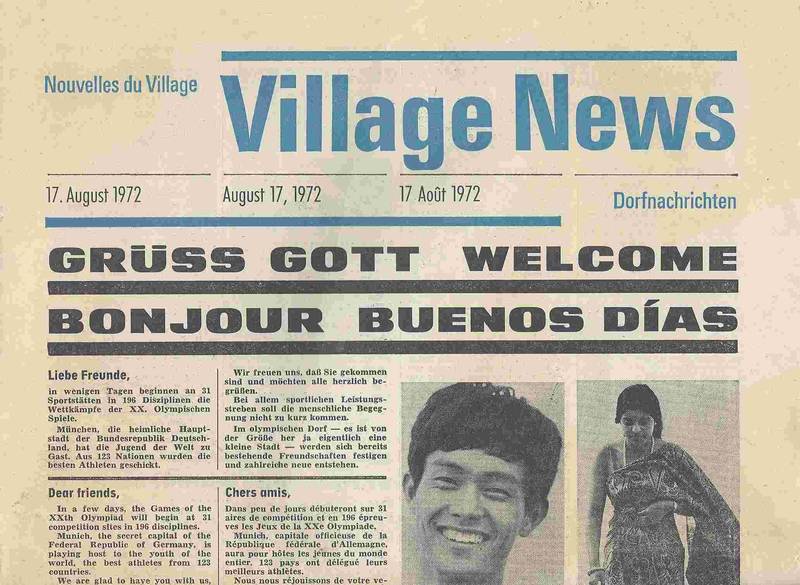 Nouvelles du Village
Village News
17. August 1972
August 17, 1972
17 Août 1972
Dorfnachrichten
GRÜSS GOTT WELCOME
BONJOUR BUENOS DÍAS
Liebe Freunde,
in wenigen Tagen beginnen an 31
Sportstätten in 196 Disziplinen die
Wettkämpfe der XX. Olympischen
Spiele.
München, die heimliche Haupt-
stadt der Bundesrepublik Deutsch-
land, hat die Jugend der Welt zu
Gast. Aus 123 Nationen wurden die
besten Athleten geschickt.
Wir freuen uns, daß Sie gekommen
sind und möchten alle herzlich be-
grüßen.
Bei allem sportlichen Leistungs-
streben soll die menschliche Begeg-
nung nicht zu kurz kommen.
Im olympischen Dorf — es ist von
der Größe her ja eigentlich eine
kleine Stadt — werden sich bereits
bestehende Freundschaften festigen
und zahlreiche neue entstehen.
Dear friends,
In a few days, the Games of the
XXth Olympiad will begin at 31
competition sites in 196 disciplines.
Munich, the secret capital of the
Federal Republic of Germany, is
playing host to the youth of the
world, the best athletes from 123
countries.
We are glad to have you with us,
Chers amis,
Dans peu de jours débuteront sur 31
aires de compétition et en 196 épreu-
ves les Jeux de la XXe Olympiade.
Munich, capitale officieuse de la
République fédérale d'Allemagne,
aura pour hôtes les jeunes du monde
entier. 123 pays ont délégué leurs
meilleurs athlètes.
Nous nous réjouissons de votre ve-